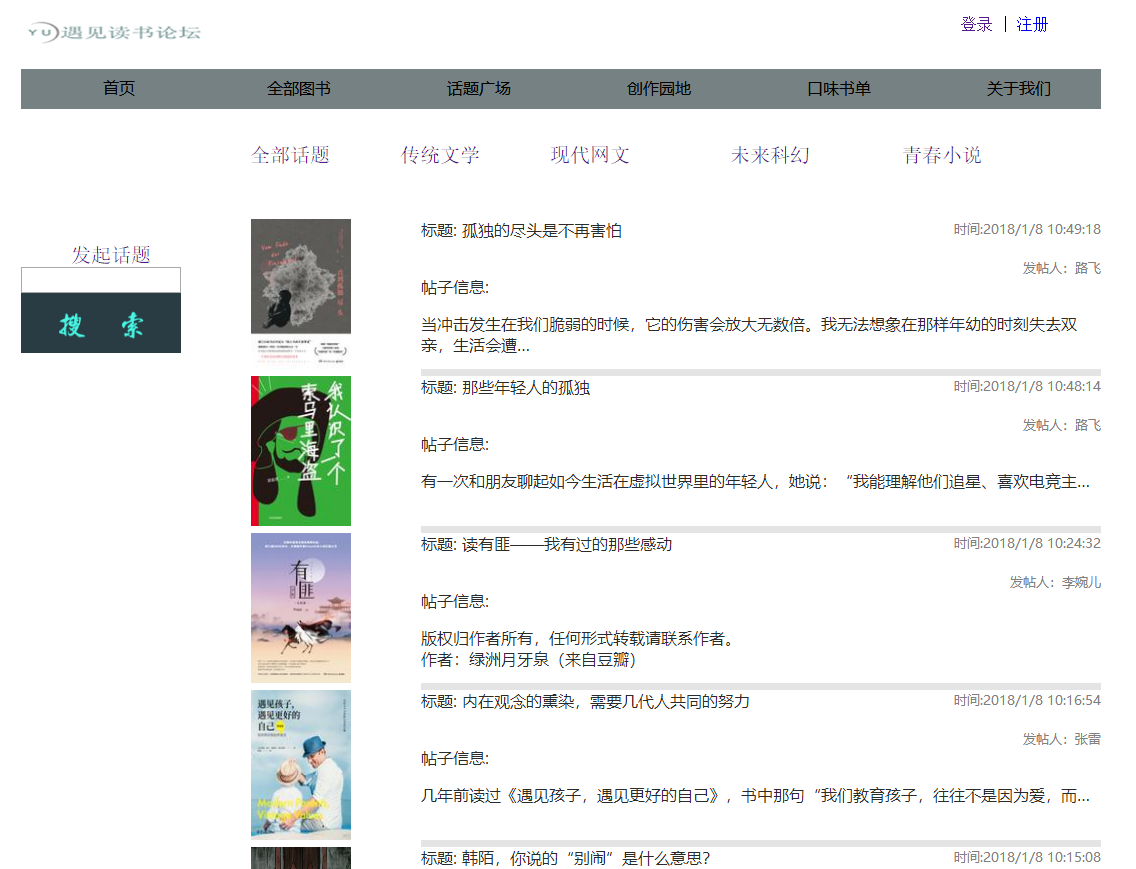 YU 遇见读书论坛
登录 | 注册
首页 全部图书 话题广场 创作园地 口味书单 关于我们
全部话题 传统文学 现代网文 未来科幻 青春小说
发起话题
搜 索
标题: 孤独的尽头是不再害怕 时间:2018/1/8 10:49:18
发帖人：路飞
帖子信息:
当冲击发生在我们脆弱的时候，它的伤害会放大无数倍。我无法想象在那样年幼的时刻失去双
亲，生活会遭...
我认识了一个
索马里海盗
标题: 那些年轻人的孤独 时间:2018/1/8 10:48:14
发帖人：路飞
帖子信息:
有一次和朋友聊起如今生活在虚拟世界里的年轻人，她说：“我能理解他们追星、喜欢电竞主...
有匪
标题: 读有匪——我有过的那些感动 时间:2018/1/8 10:24:32
发帖人：李婉儿
帖子信息:
版权归作者所有，任何形式转载请联系作者。
作者：绿洲月牙泉（来自豆瓣）
遇见孩子，
遇见更好的
自己
标题: 内在观念的熏染，需要几代人共同的努力 时间:2018/1/8 10:16:54
发帖人：张雷
帖子信息:
几年前读过《遇见孩子，遇见更好的自己》，书中那句“我们教育孩子，往往不是因为爱，而...
标题: 韩陌，你说的“别闹”是什么意思？ 时间:2018/1/8 10:15:08